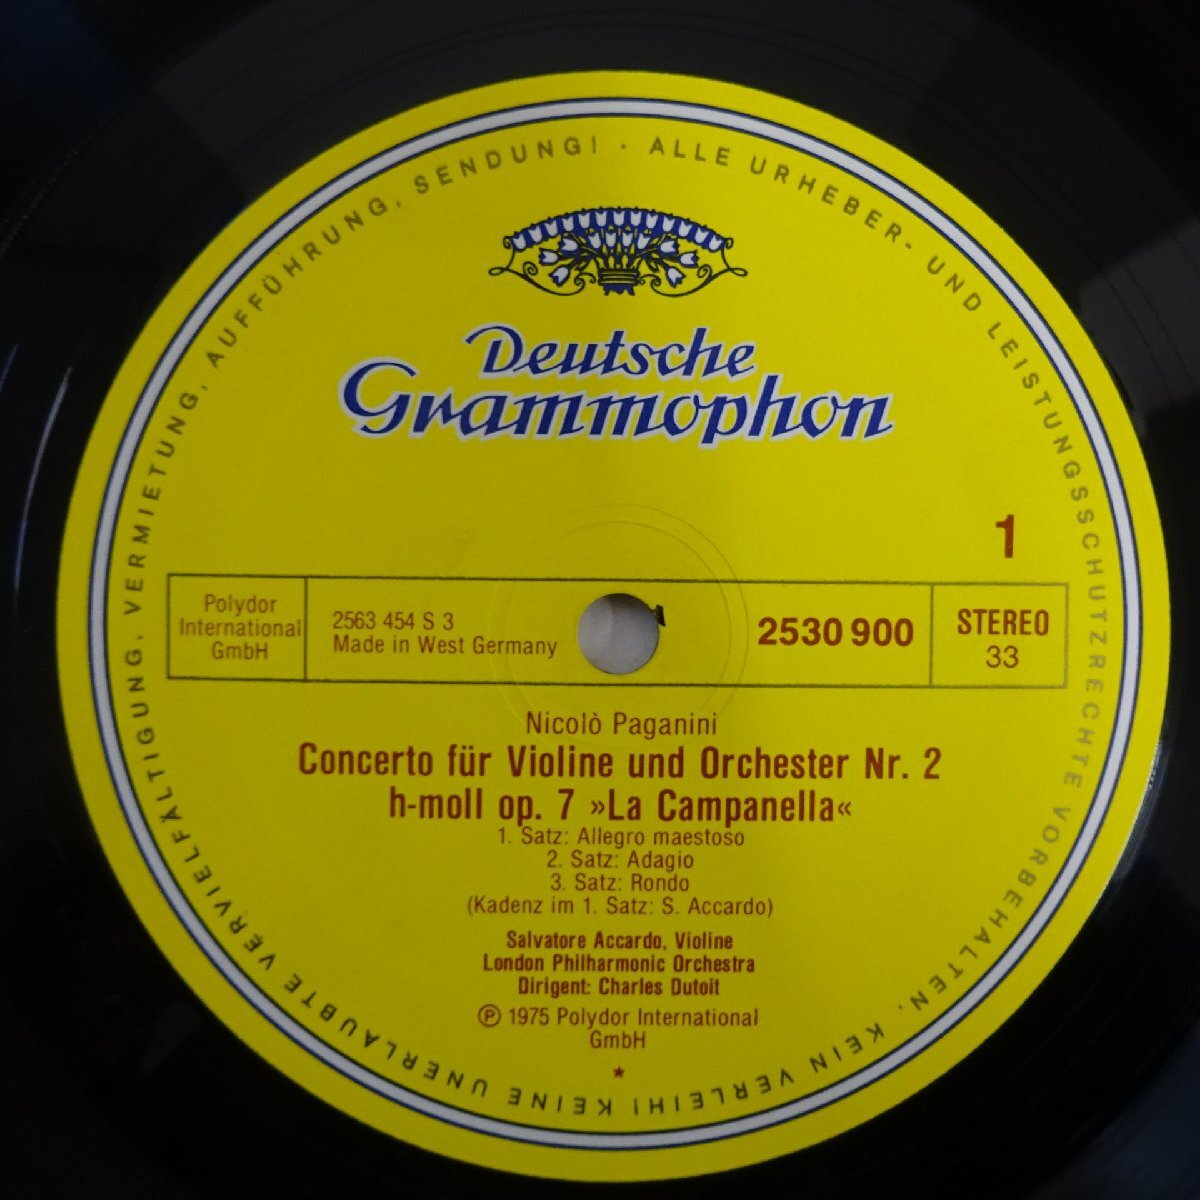 ALLE URHEBER- UND LEISTUNGSSCHUTZRECHTE VORBEHALTEN. KEIN VERLEIH! KEINE UNERLAUBTE VERVIELFÄLTIGUNG, VERMIETUNG, AUFFÜHRUNG, SENDUNG! ·
Deutsche
Grammophon
1
Polydor
International
GmbH
2563 454 S 3
Made in West Germany
2530 900
STEREO
33
Nicolò Paganini
Concerto für Violine und Orchester Nr. 2
h-moll op. 7 »La Campanella«
1. Satz: Allegro maestoso
2. Satz: Adagio
3. Satz: Rondo
(Kadenz im 1. Satz: S. Accardo)
Salvatore Accardo, Violine
London Philharmonic Orchestra
Dirigent: Charles Dutoit
℗ 1975 Polydor International
GmbH
*